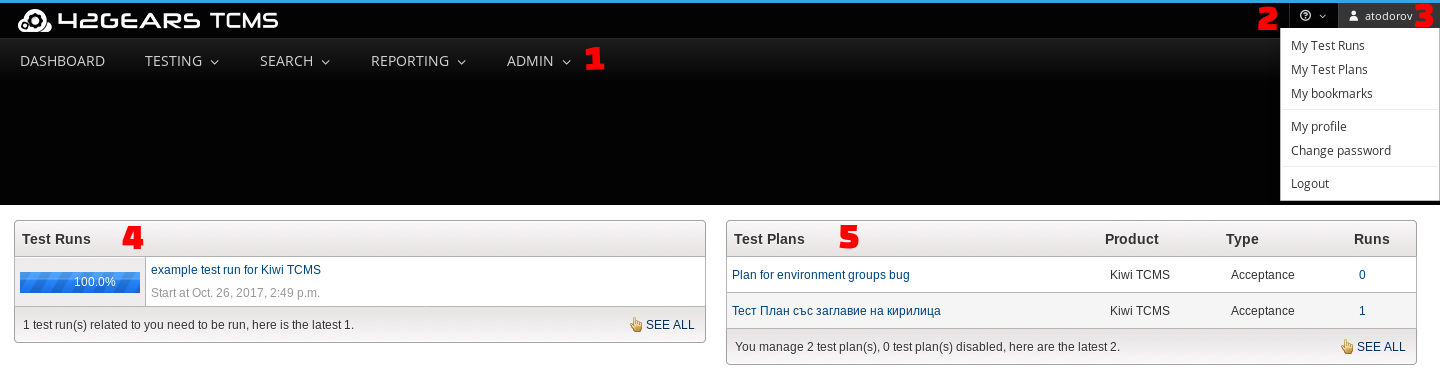 42GEARS TCMS
2
atodorov 3
DASHBOARD TESTING SEARCH REPORTING ADMIN 1
My Test Runs
My Test Plans
My bookmarks
My profile
Change password
Logout
Test Runs 4
100.0%
example test run for Kiwi TCMS
Start at Oct. 26, 2017, 2:49 p.m.
1 test run(s) related to you need to be run, here is the latest 1. SEE ALL
Test Plans 5 Product Type Runs
Plan for environment groups bug Kiwi TCMS Acceptance 0
Тест План със заглавие на кирилица Kiwi TCMS Acceptance 1
You manage 2 test plan(s), 0 test plan(s) disabled, here are the latest 2. SEE ALL